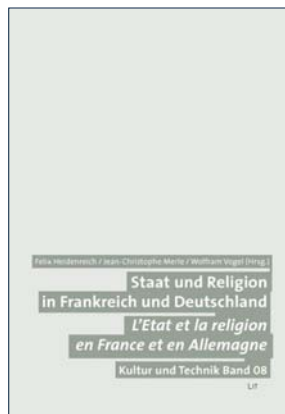 Felix Heidenreich / Jean-Christophe Merle / Wolfram Vogel (Hrsg.)
Staat und Religion
in Frankreich und Deutschland
L'Etat et la religion
en France et en Allemagne
Kultur und Technik Band 08
LIT